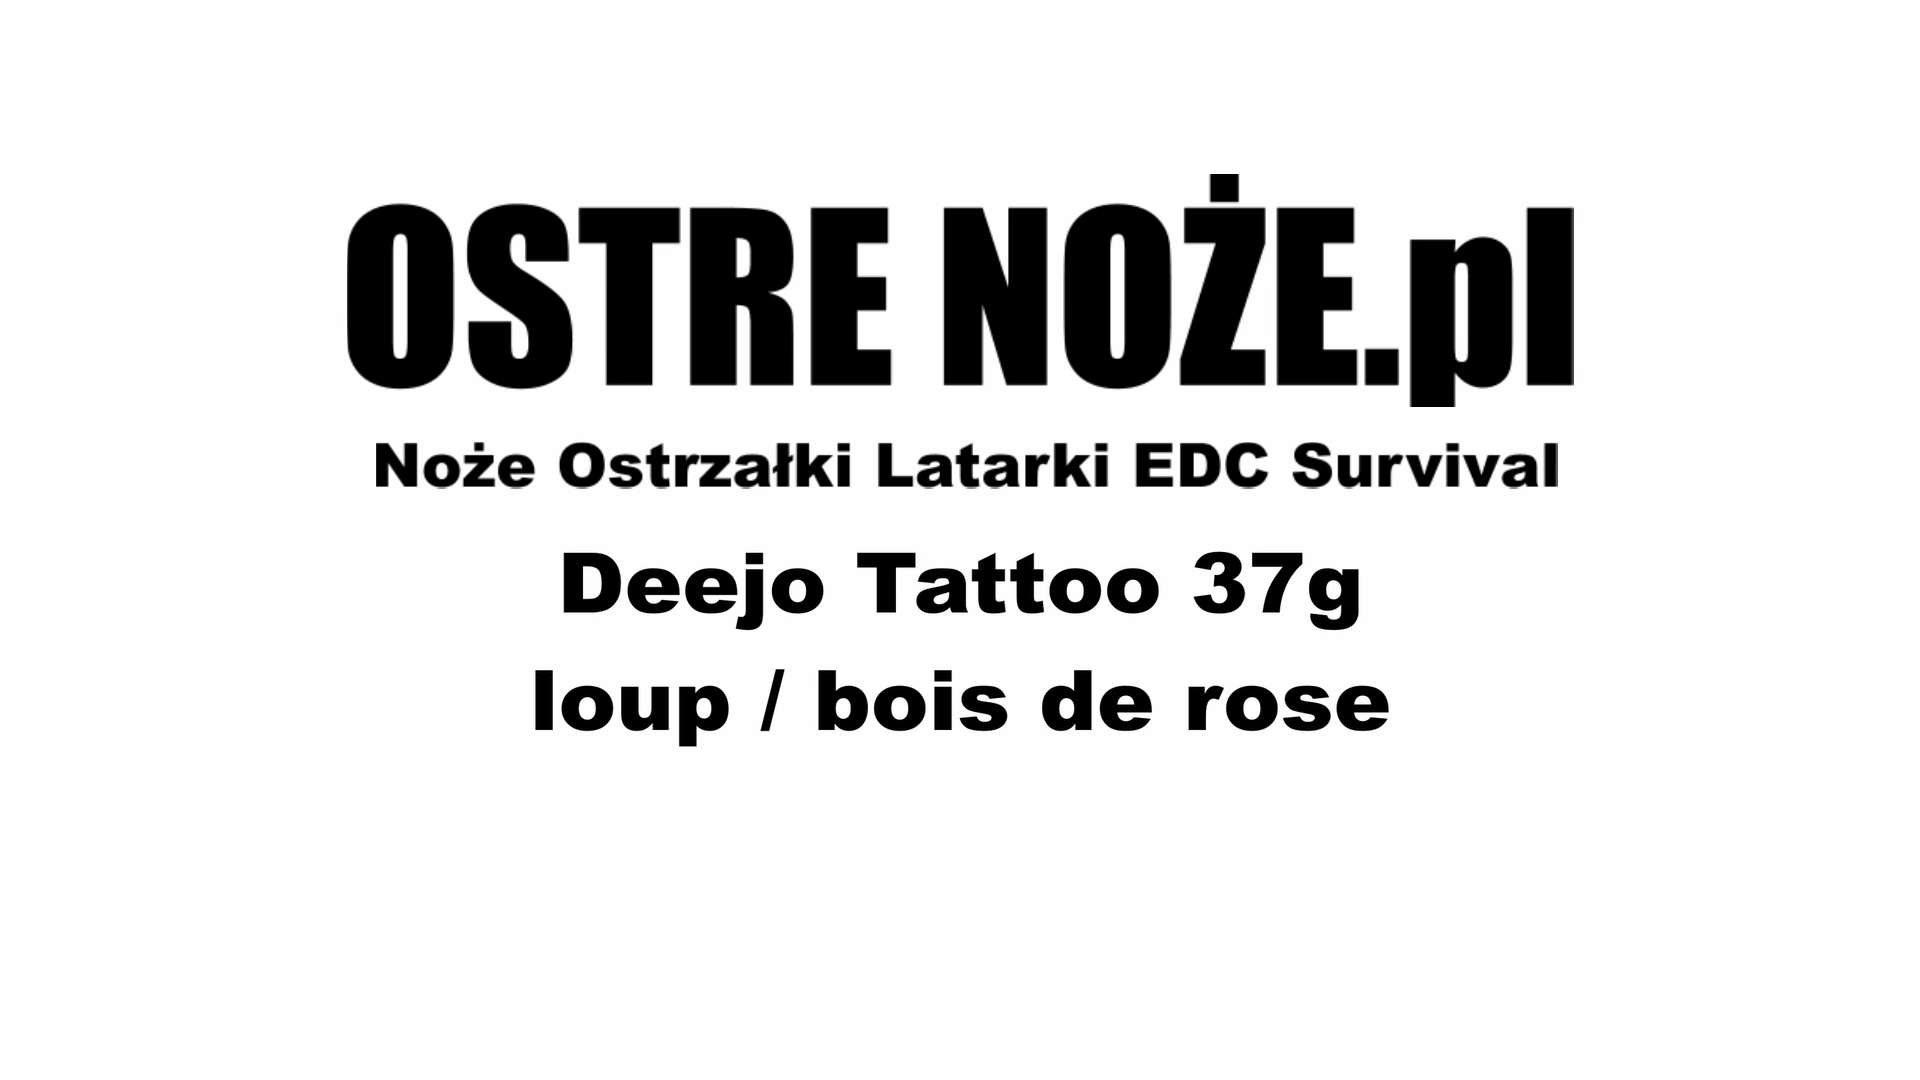 OSTRE NOŻE.pl
Noże Ostrzałki Latarki EDC Survival
Deejo Tattoo 37g
loup / bois de rose